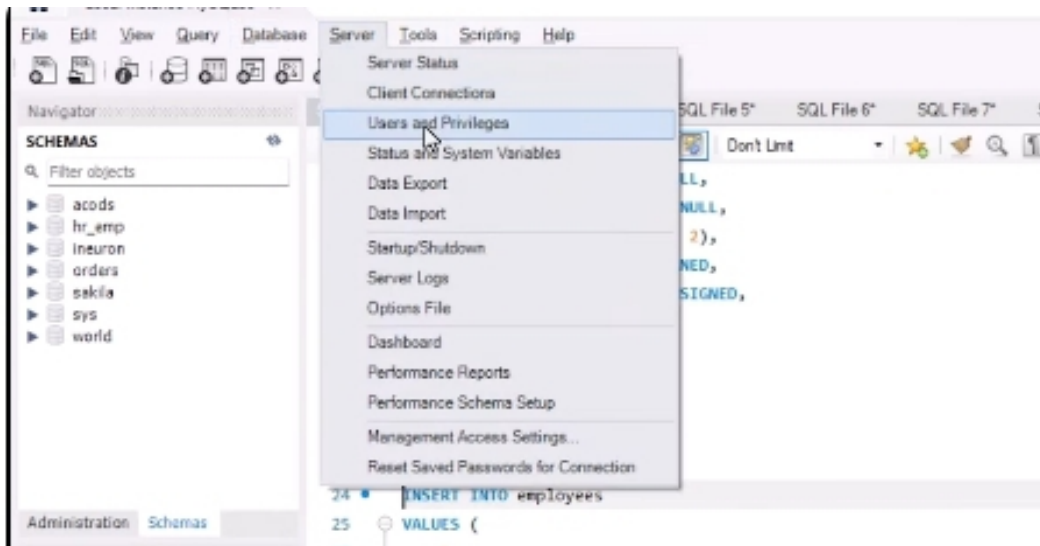 File Edit View Query Database Server Tools Scripting Help
Navigator
SCHEMAS
Filter objects
acods
hr_emp
ineuron
orders
sakila
sys
world
Administration Schemas
Server Status
Client Connections
Users and Privileges
Status and System Variables
Data Export
Data Import
Startup/Shutdown
Server Logs
Options File
Dashboard
Performance Reports
Performance Schema Setup
Management Access Settings...
Reset Saved Passwords for Connection
SQL File 5* SQL File 6* SQL File 7*
Don't Limit
LL,
NULL,
2),
NED,
SIGNED,
24 INSERT INTO employees
25 VALUES (